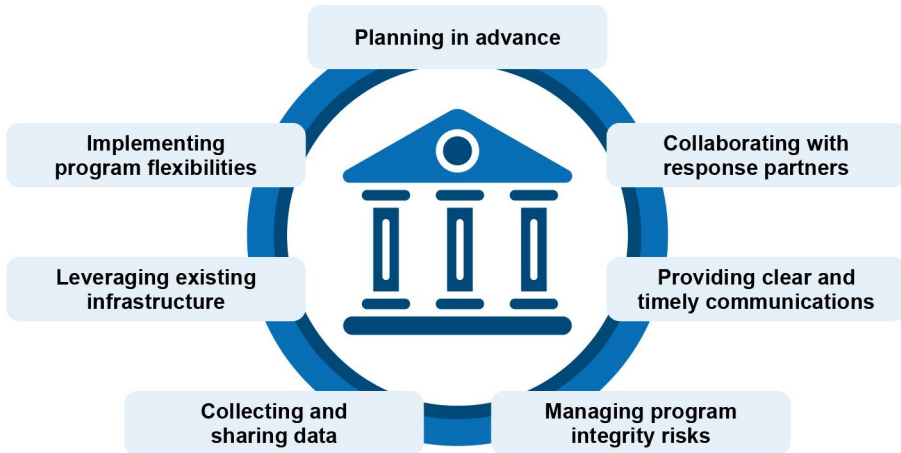 Planning in advance
Implementing
program flexibilities
Collaborating with
response partners
Leveraging existing
infrastructure
Providing clear and
timely communications
Collecting and
sharing data
Managing program
integrity risks